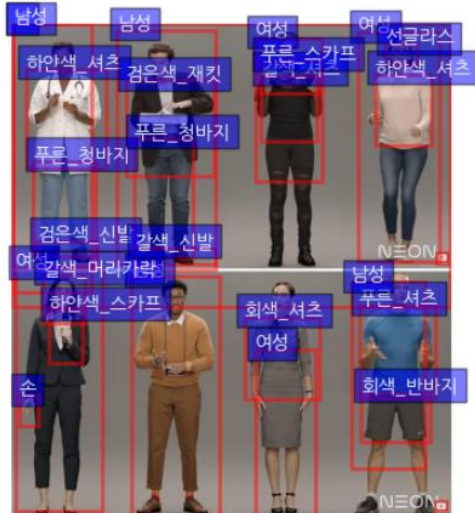 남성
남성
여성
여성
선글라스
하얀색_셔츠
검은색_재킷
푸른_스카프
갈색_셔츠
하얀색_셔츠
푸른_청바지
푸른_청바지
검은색_신발
갈색_신발
NEON
여성
갈색_머리카락
남성
하얀색_스카프
회색_셔츠
푸른_셔츠
여성
손
회색_반바지
NEON